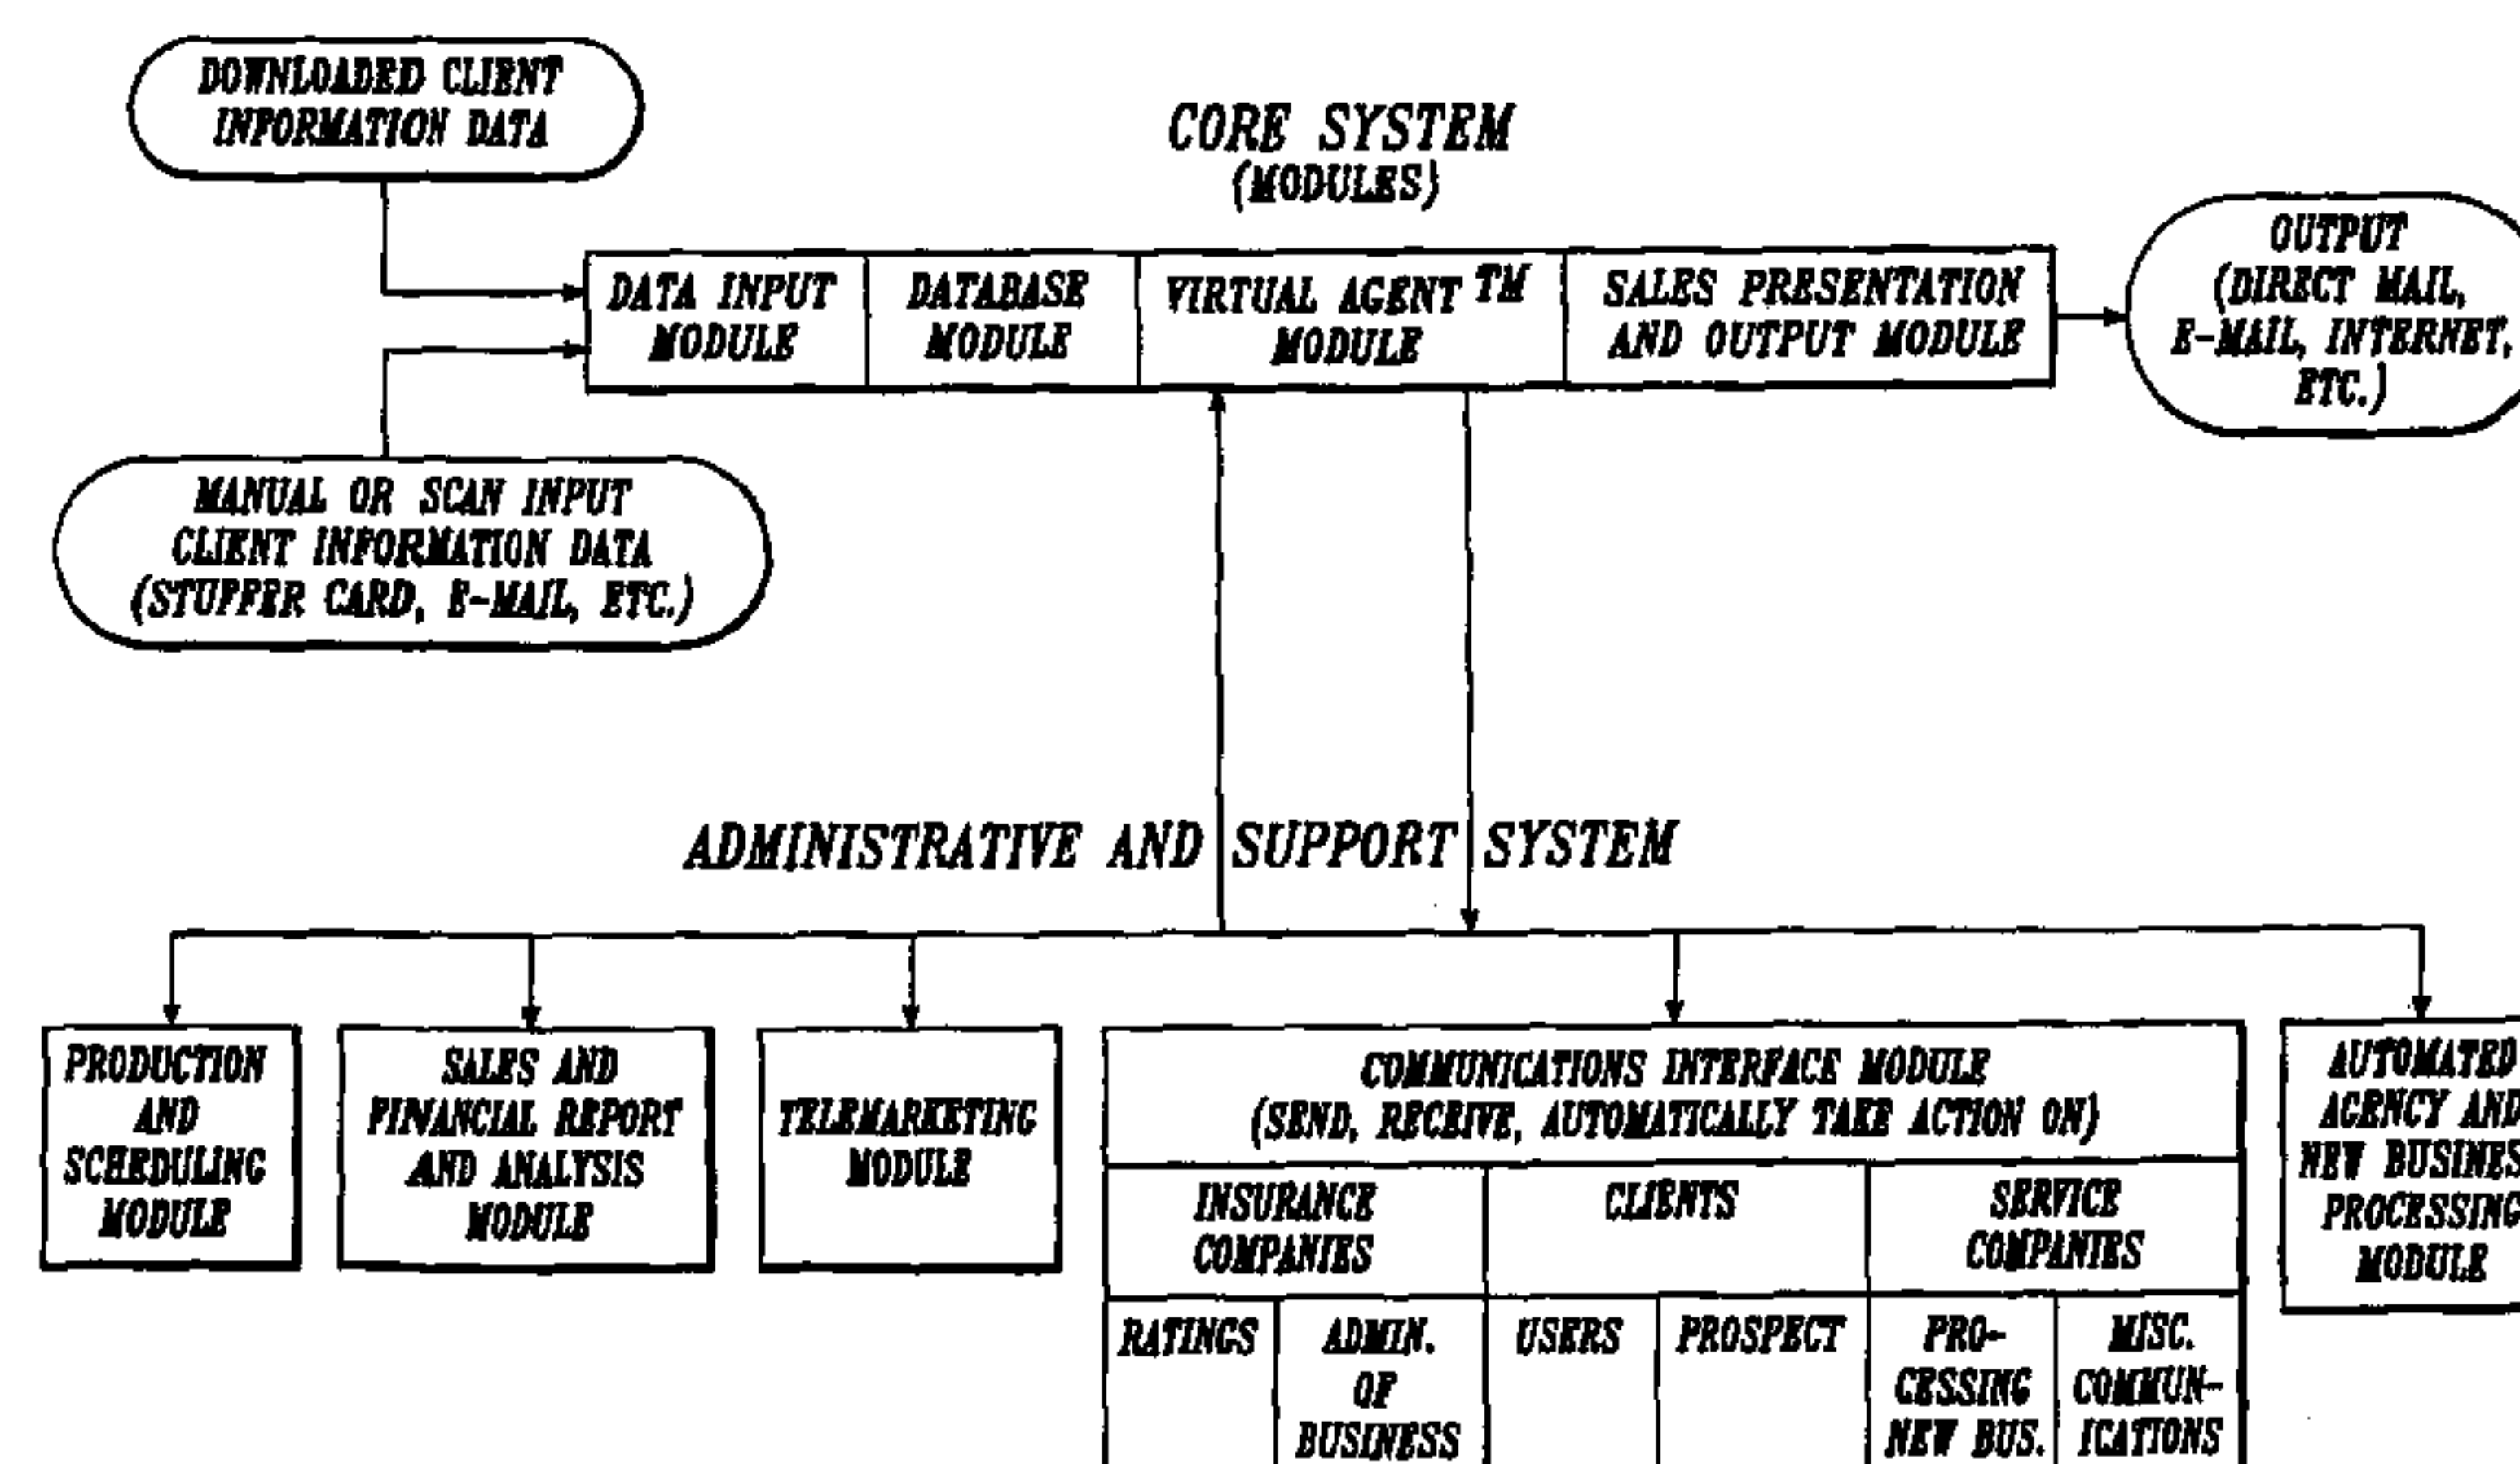 DOWNLOADED CLIENT
INFORMATION DATA
CORE SYSTEM
(MODULES)
DATA INPUT
MODULE
DATABASE
MODULE
VIRTUAL AGENT TM
MODULE
SALES PRESENTATION
AND OUTPUT MODULE
OUTPUT
(DIRECT MAIL,
E-MAIL, INTERNET,
ETC.)
MANUAL OR SCAN INPUT
CLIENT INFORMATION DATA
(STUFFER CARD, E-MAIL, ETC.)
ADMINISTRATIVE AND SUPPORT SYSTEM
PRODUCTION
AND
SCHEDULING
MODULE
SALES AND
FINANCIAL REPORT
AND ANALYSIS
MODULE
TELEMARKETING
MODULE
COMMUNICATIONS INTERFACE MODULE
(SEND, RECEIVE, AUTOMATICALLY TAKE ACTION ON)
INSURANCE
COMPANIES
CLIENTS
SERVICE
COMPANIES
RATINGS
ADMIN.
OF
BUSINESS
USERS
PROSPECT
PRO-
CESSING
NEW BUS.
MISC.
COMMUN-
ICATIONS
AUTOMATED
AGENCY AND
NEW BUSINES
PROCESSING
MODULE